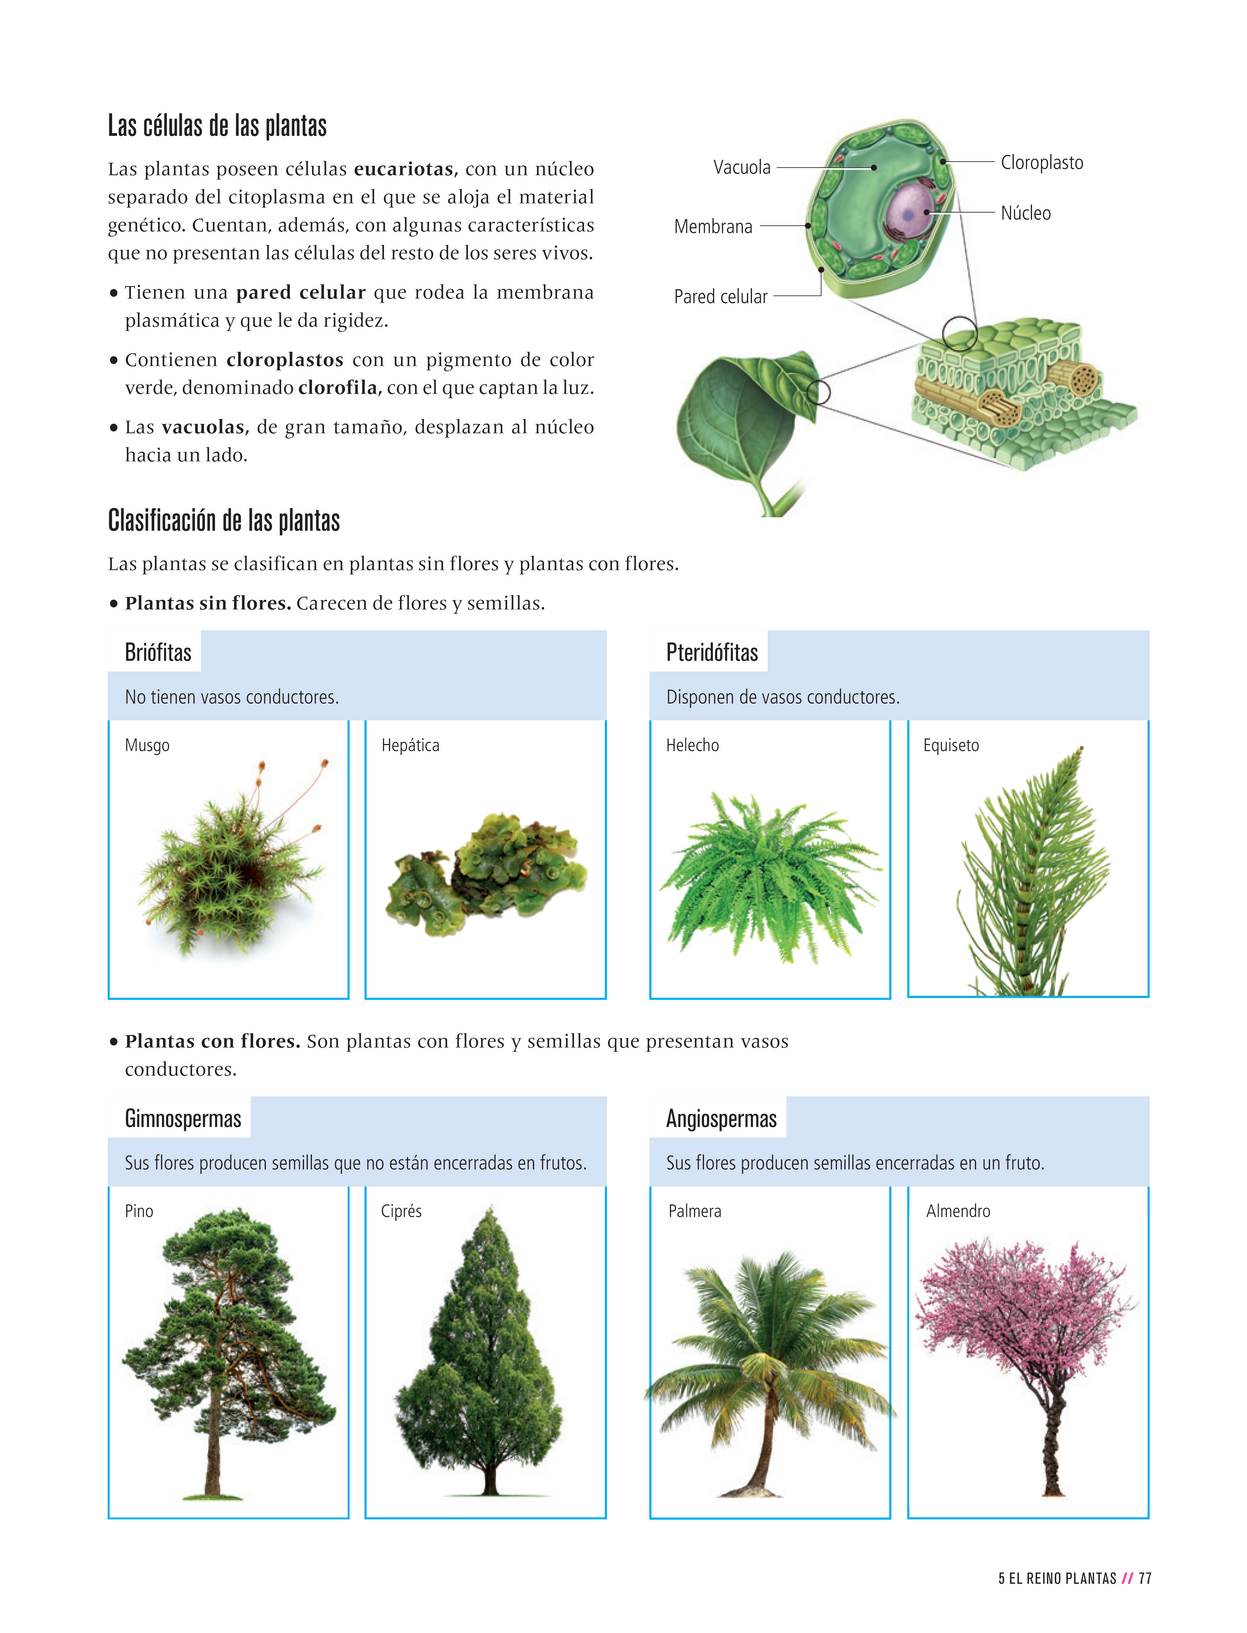 Las células de las plantas
Las plantas poseen células eucariotas, con un núcleo
separado del citoplasma en el que se aloja el material
genético. Cuentan, además, con algunas características
que no presentan las células del resto de los seres vivos.
• Tienen una pared celular que rodea la membrana
plasmática y que le da rigidez.
• Contienen cloroplastos con un pigmento de color
verde, denominado clorofila, con el que captan la luz.
• Las vacuolas, de gran tamaño, desplazan al núcleo
hacia un lado.
Vacuola
Cloroplasto
Membrana
Núcleo
Pared celular
Clasificación de las plantas
Las plantas se clasifican en plantas sin flores y plantas con flores.
• Plantas sin flores. Carecen de flores y semillas.
Briófitas
No tienen vasos conductores.
Musgo
Hepática
Pteridófitas
Disponen de vasos conductores.
Helecho
Equiseto
• Plantas con flores. Son plantas con flores y semillas que presentan vasos
conductores.
Gimnospermas
Sus flores producen semillas que no están encerradas en frutos.
Pino
Ciprés
Angiospermas
Sus flores producen semillas encerradas en un fruto.
Palmera
Almendro
5 EL REINO PLANTAS // 77